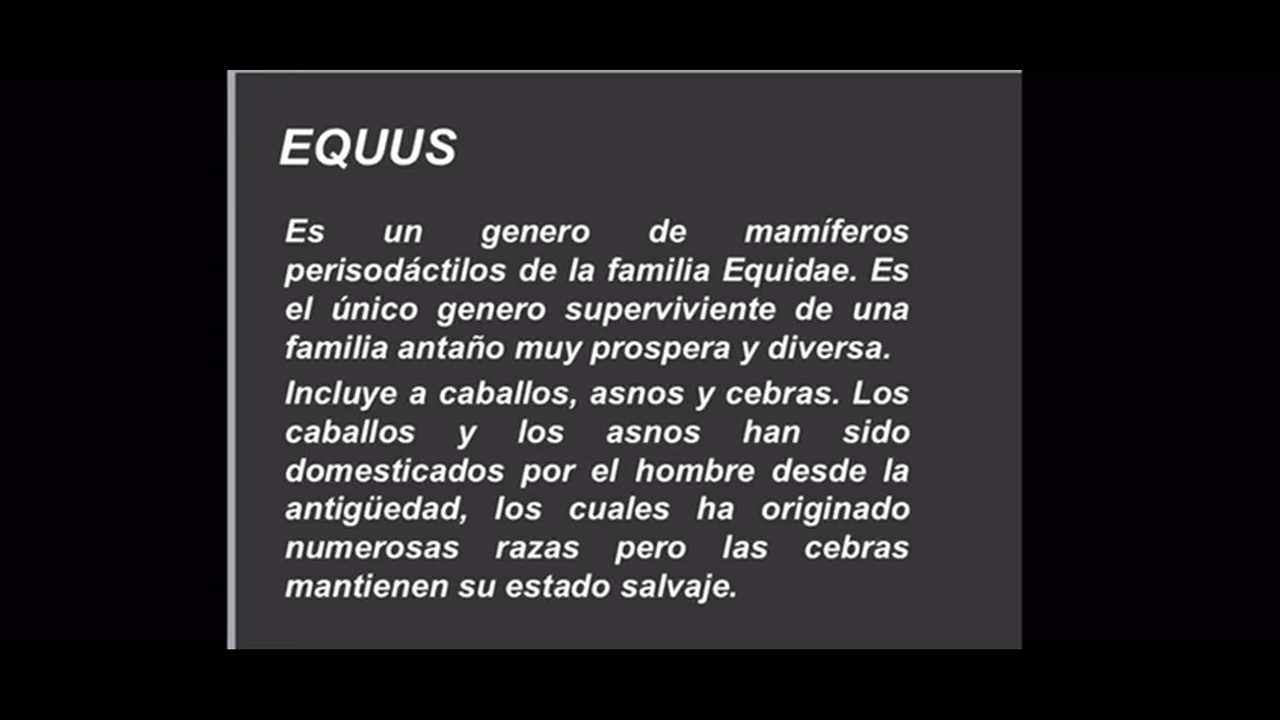 EQUUS
Es un genero de mamíferos
perisodáctilos de la familia Equidae. Es
el único genero superviviente de una
familia antaño muy prospera y diversa.
Incluye a caballos, asnos y cebras. Los
caballos y los asnos han sido
domesticados por el hombre desde la
antigüedad, los cuales ha originado
numerosas razas pero las cebras
mantienen su estado salvaje.